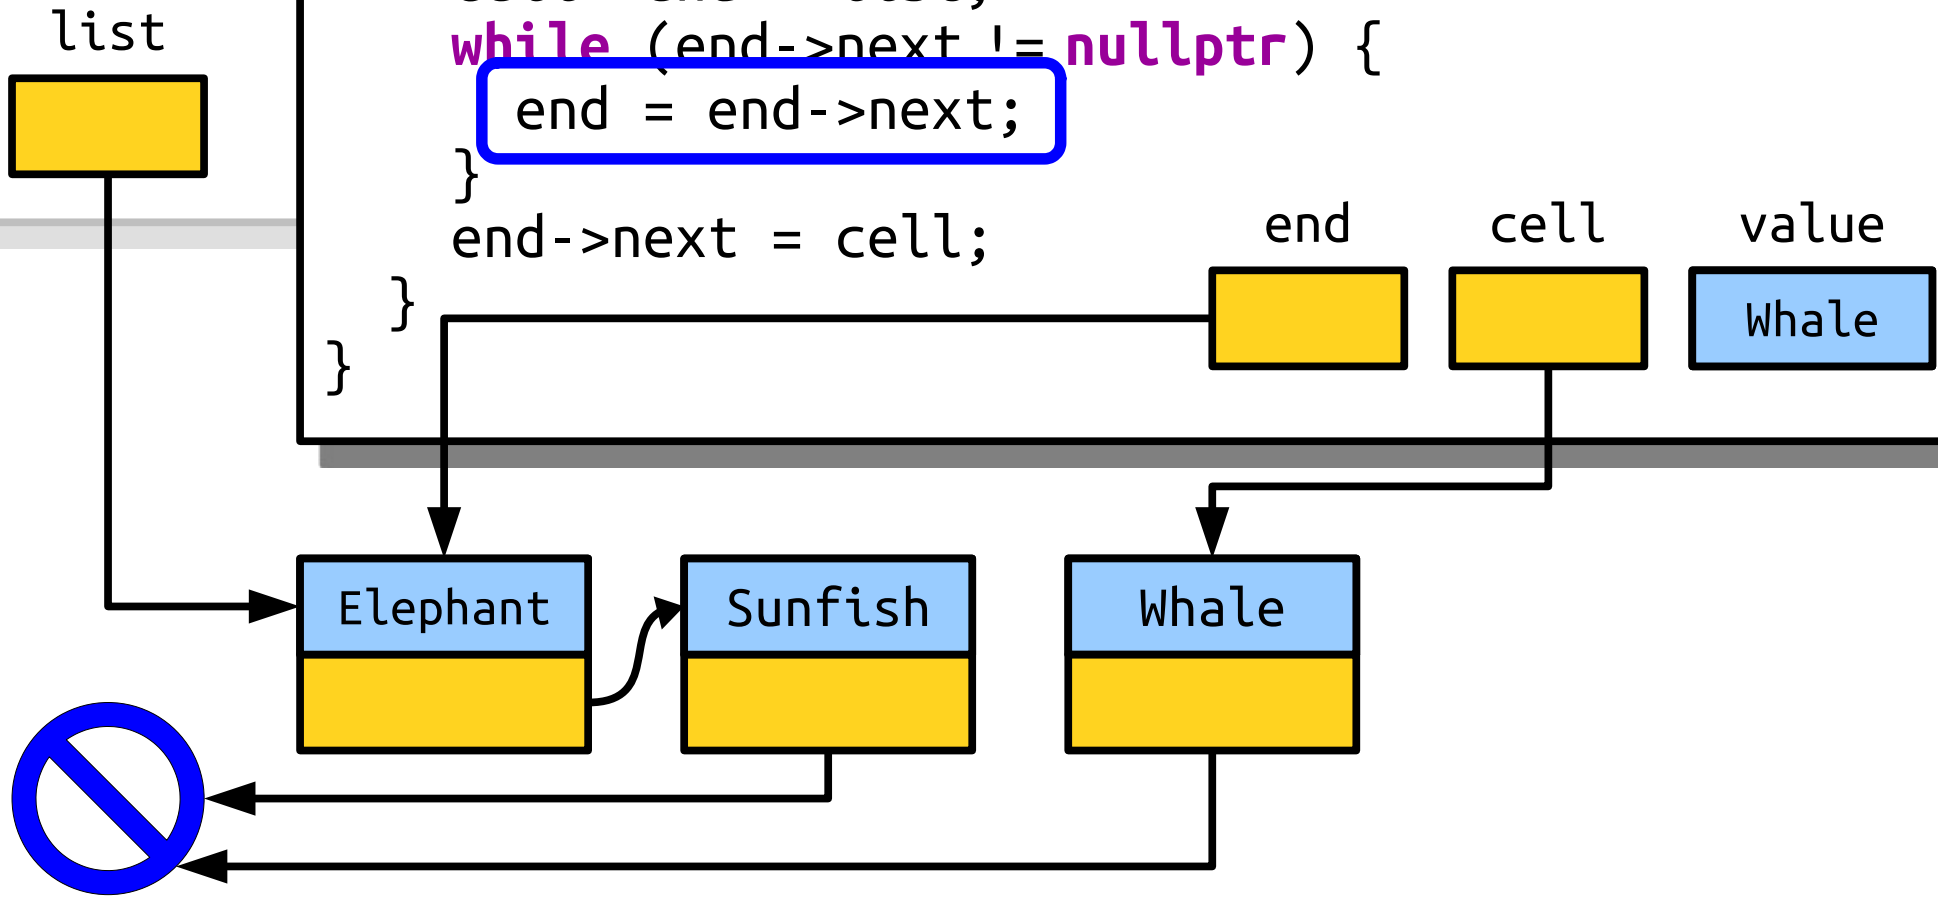 list
while (end->next != nullptr) {
end = end->next;
}
end->next = cell;
}
}
end cell value
Whale
Elephant Sunfish Whale